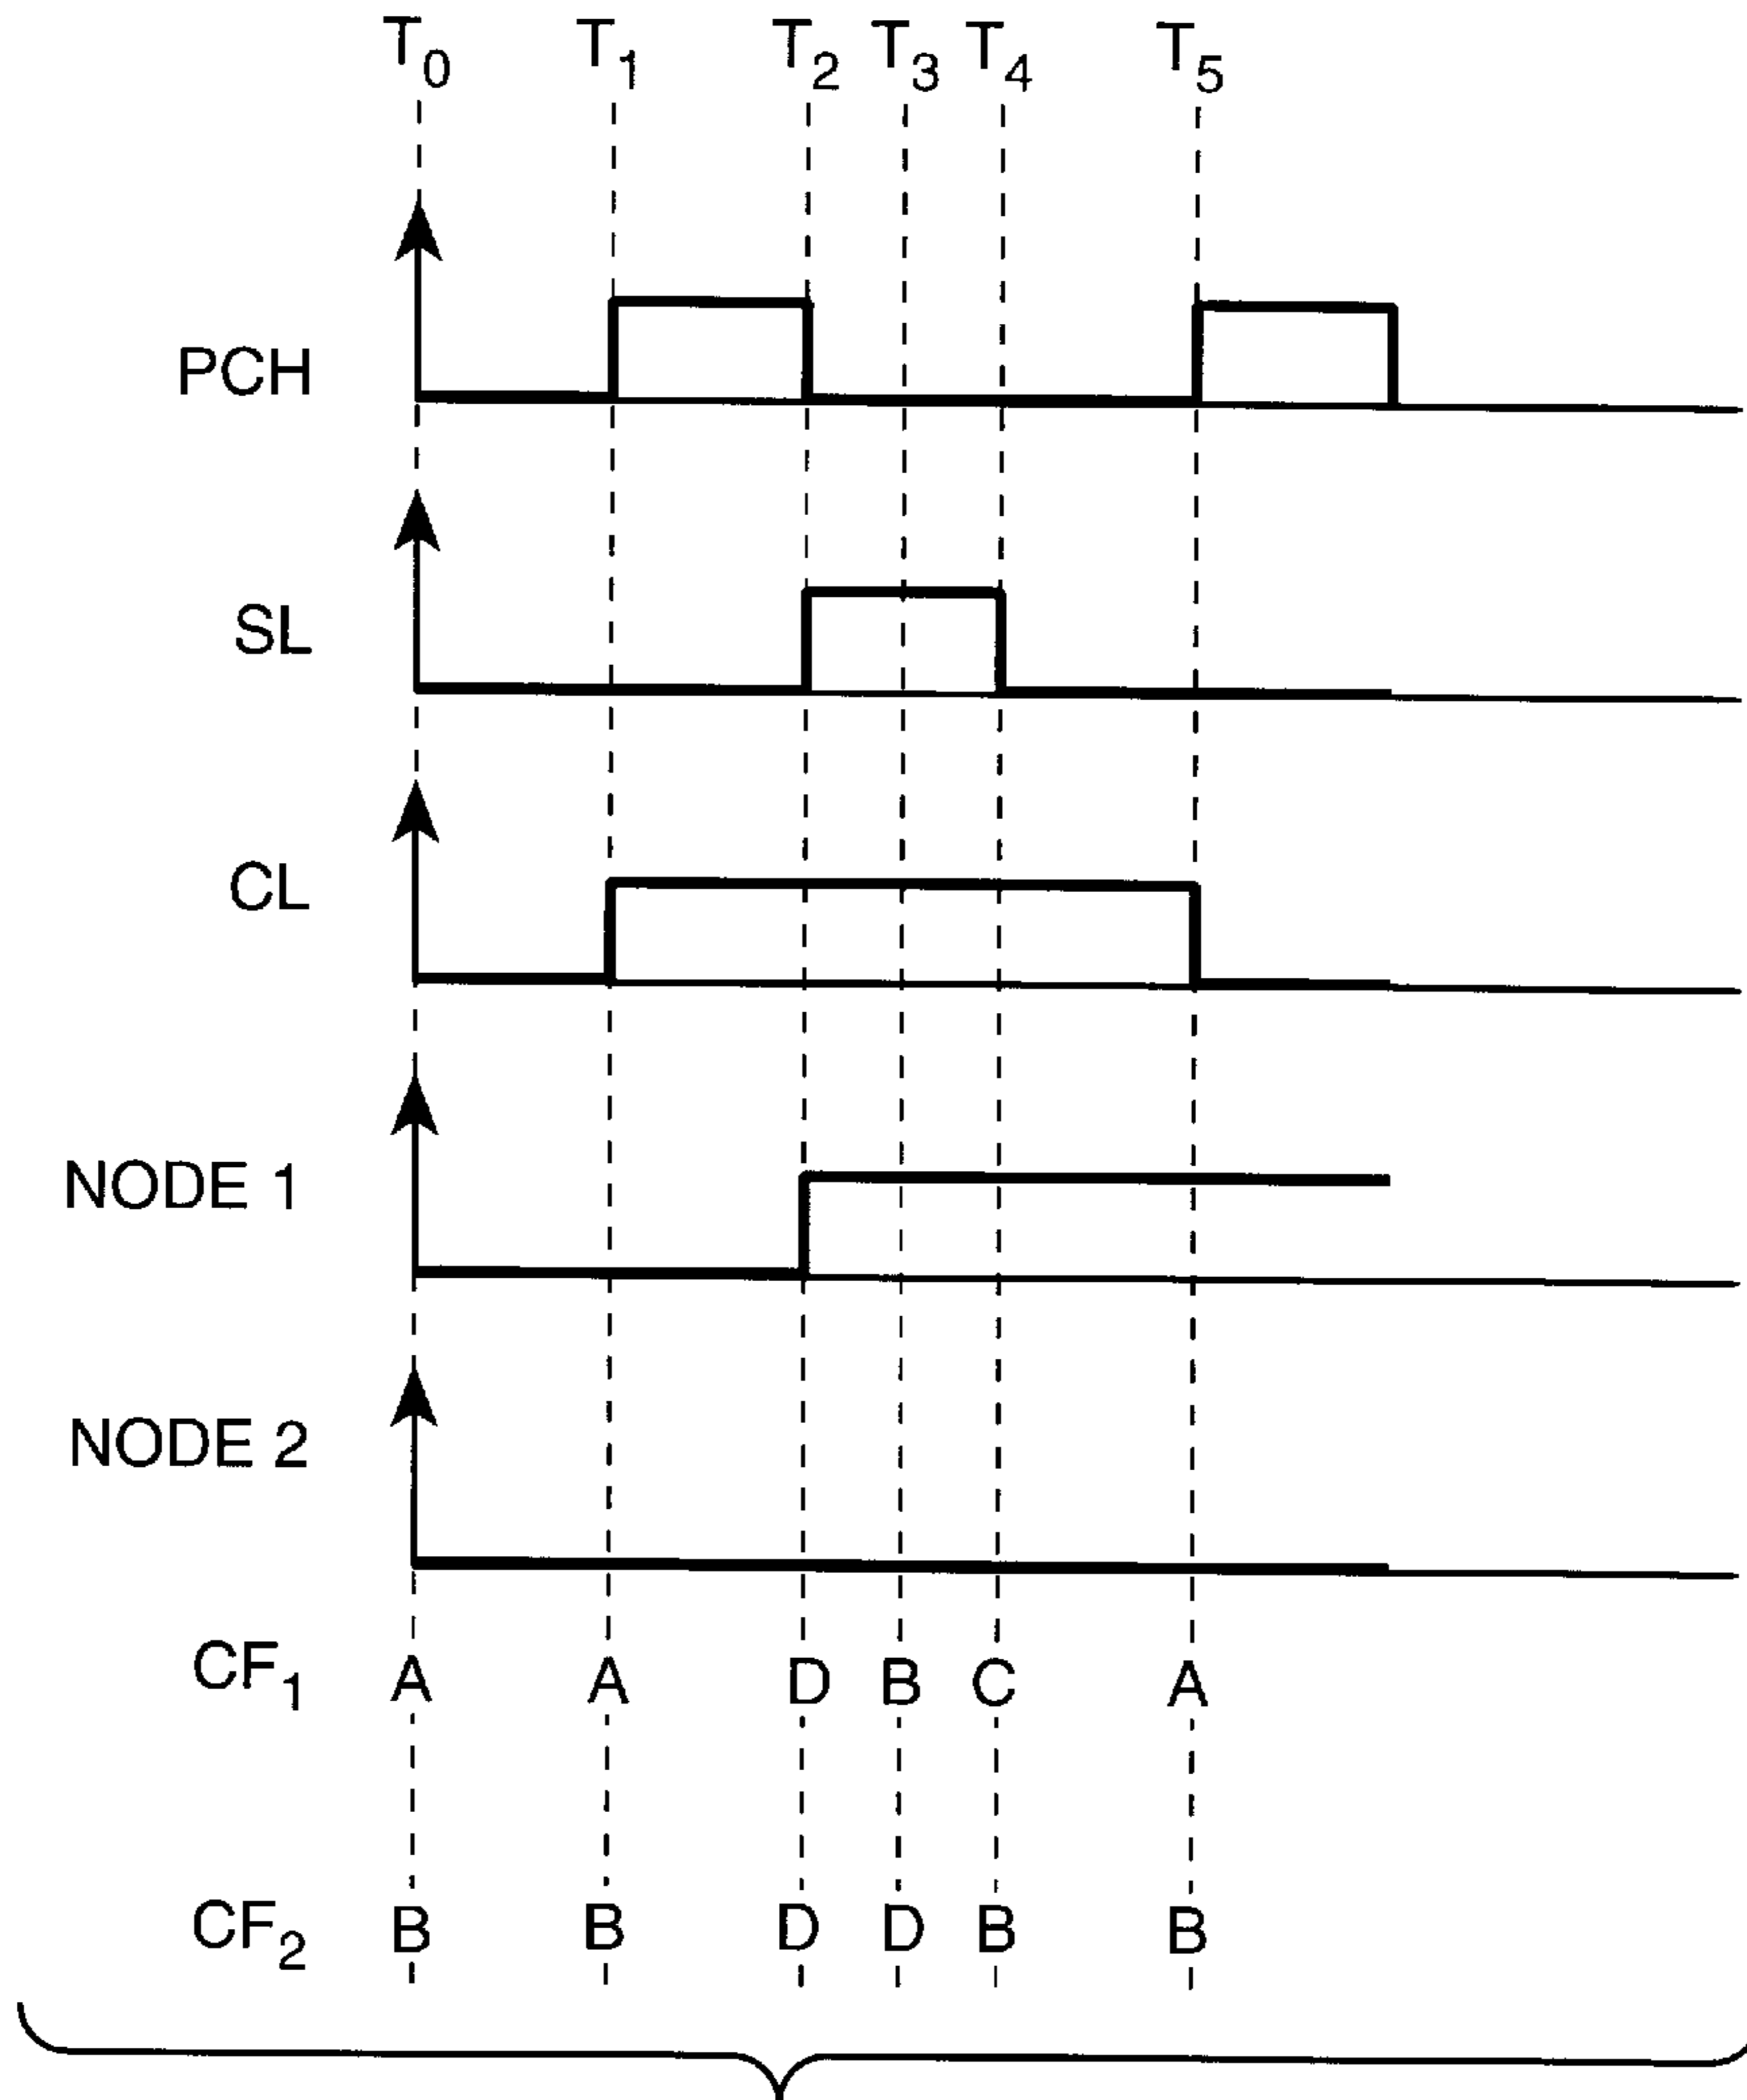 T0 T1 T2 T3 T4 T5
PCH
SL
CL
NODE 1
NODE 2
CF1 A A D B C A
CF2 B B D D B B